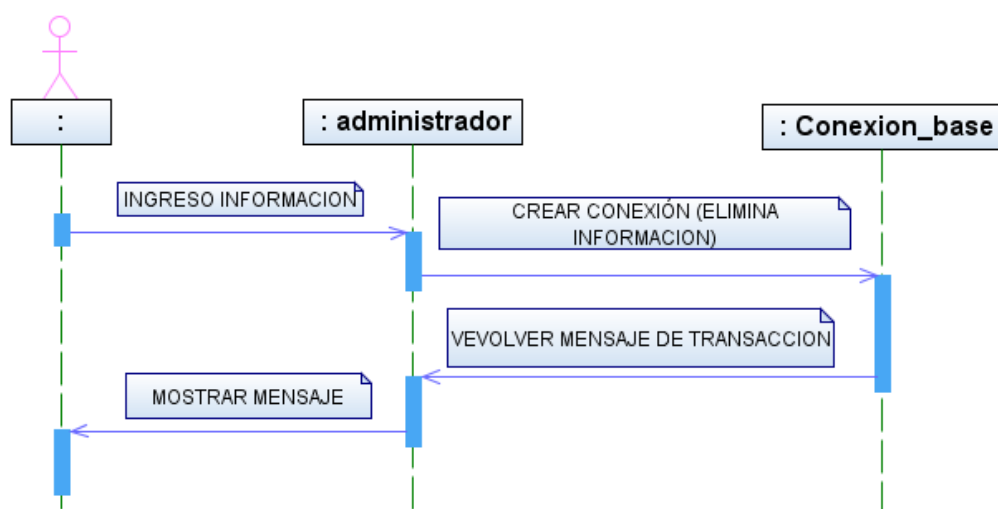 :
: administrador
: Conexion_base
INGRESO INFORMACION
CREAR CONEXIÓN (ELIMINA
INFORMACION)
VEVOLVER MENSAJE DE TRANSACCION
MOSTRAR MENSAJE